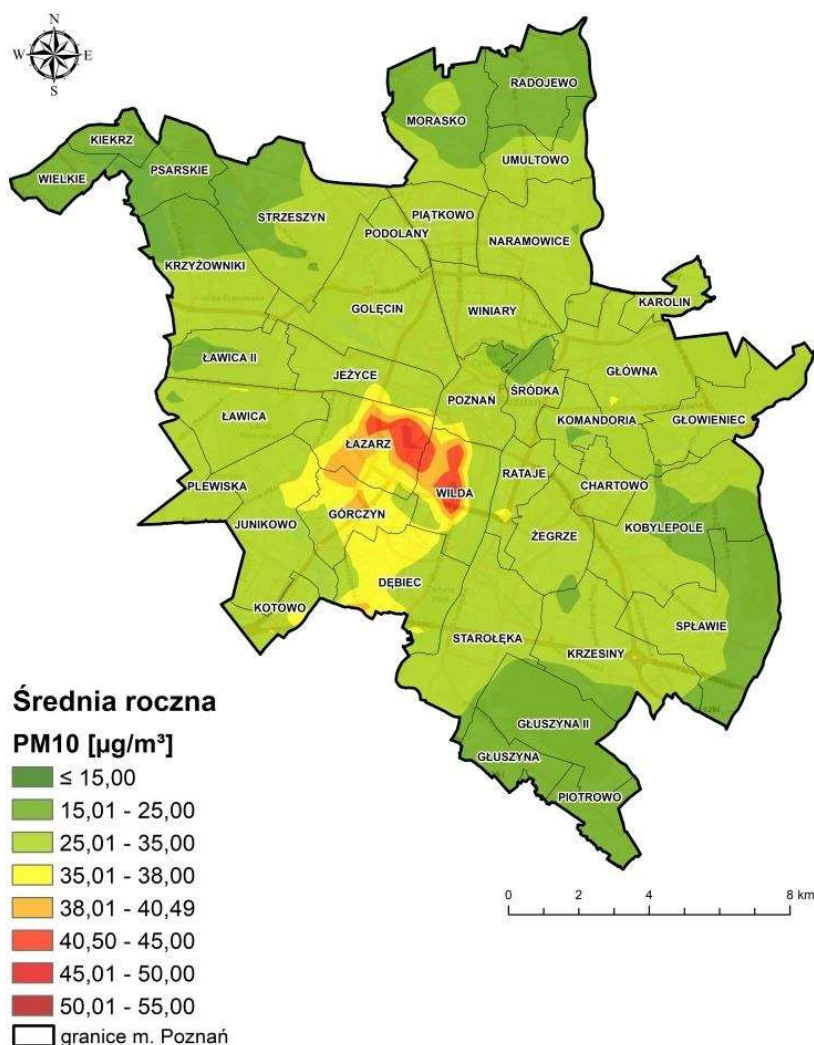 N
W E
S
RADOJEWO
MORASKO
KIEKRZ
UMULTOWO
PSARSKIE
WIELKIE
STRZESZYN
PIĄTKOWO
PODOLANY
NARAMOWICE
KRZYŻOWNIKI
KAROLIN
GOLĘCIN
WINIARY
ŁAWICA II
JEŻYCE
GŁÓWNA
POZNAŃ
ŚRÓDKA
ŁAWICA
KOMANDORIA
GŁOWIENIEC
ŁAZARZ
RATAJE
PLEWISKA
WILDA
CHARTOWO
GÓRCZYN
JUNIKOWO
KOBYLEPOLE
ŻEGRZE
DĘBIEC
KOTOWO
SPŁAWIE
STAROŁĘKA
KRZESINY
GŁUSZYNA II
GŁUSZYNA
PIOTROWO
Średnia roczna
PM10 [µg/m³]
≤ 15,00
15,01 - 25,00
25,01 - 35,00
35,01 - 38,00
38,01 - 40,49
40,50 - 45,00
45,01 - 50,00
50,01 - 55,00
granice m. Poznań
0 2 4 8 km